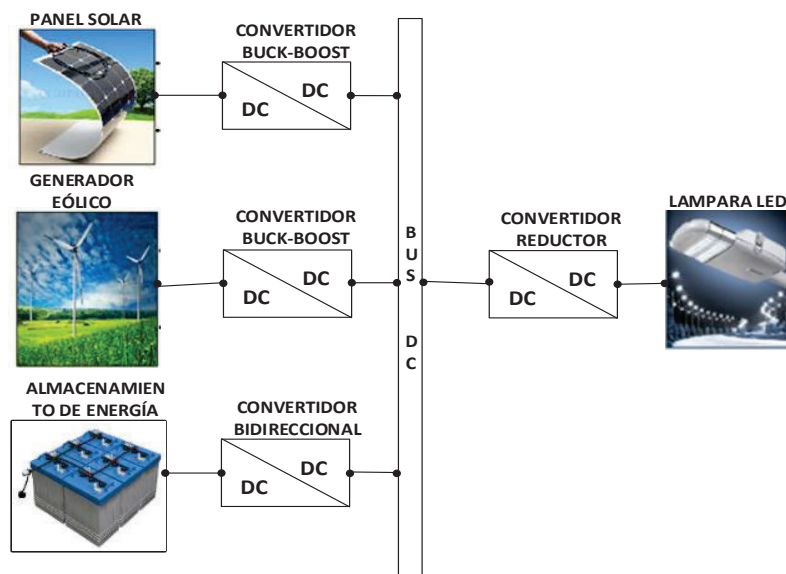 PANEL SOLAR
CONVERTIDOR
BUCK-BOOST
DC
DC
GENERADOR
EÓLICO
CONVERTIDOR
BUCK-BOOST
DC
DC
ALMACENAMIEN
TO DE ENERGÍA
CONVERTIDOR
BIDIRECCIONAL
DC
DC
B
U
S
D
C
CONVERTIDOR
REDUCTOR
DC
DC
LAMPARA LED